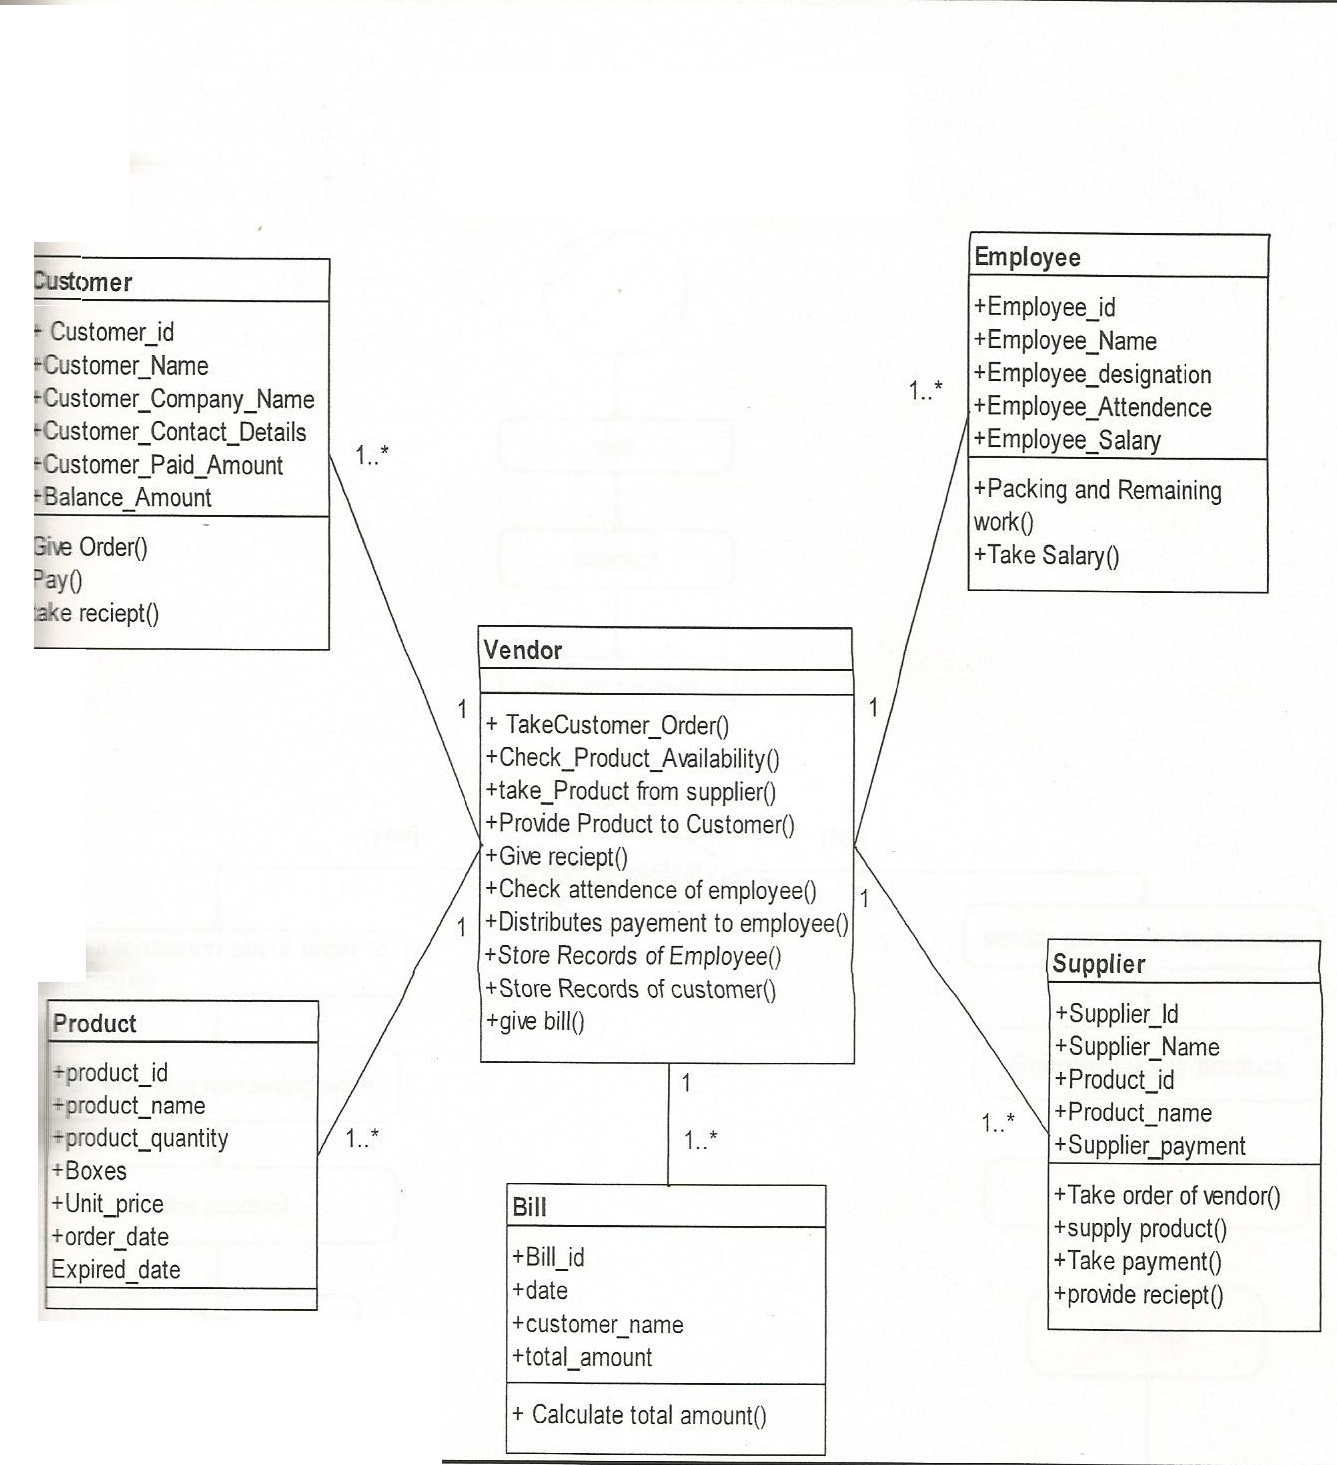 Customer
+ Customer_id
+Customer_Name
+Customer_Company_Name
+Customer_Contact_Details
+Customer_Paid_Amount
+Balance_Amount
Give Order()
Pay()
take reciept()
1..*
1
Employee
+Employee_id
+Employee_Name
+Employee_designation
+Employee_Attendence
+Employee_Salary
+Packing and Remaining
work()
+Take Salary()
1..*
1
Vendor
+ TakeCustomer_Order()
+Check_Product_Availability()
+take_Product from supplier()
+Provide Product to Customer()
+Give reciept()
+Check attendence of employee()
+Distributes payement to employee()
+Store Records of Employee()
+Store Records of customer()
+give bill()
1
1
Product
+product_id
+product_name
+product_quantity
+Boxes
+Unit_price
+order_date
Expired_date
1..*
1
1..*
Bill
+Bill_id
+date
+customer_name
+total_amount
+ Calculate total amount()
1..*
Supplier
+Supplier_Id
+Supplier_Name
+Product_id
+Product_name
+Supplier_payment
+Take order of vendor()
+supply product()
+Take payment()
+provide reciept()